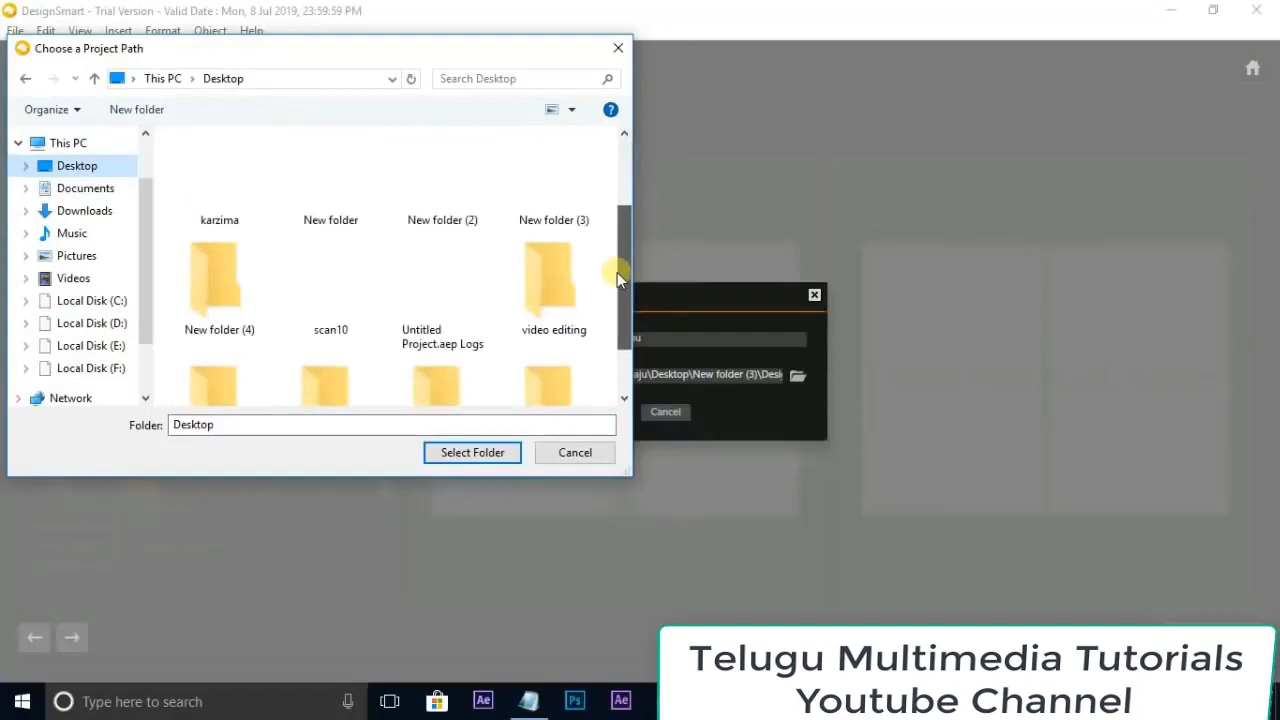 DesignSmart - Trial Version - Valid Date : Mon, 8 Jul 2019, 23:59:59 PM
File Edit View Insert Format Object Help
Choose a Project Path
This PC Desktop
Search Desktop
Organize
New folder
This PC
Desktop
Documents
Downloads
Music
Pictures
Videos
Local Disk (C:)
Local Disk (D:)
Local Disk (E:)
Local Disk (F:)
Network
karzima
New folder
New folder (2)
New folder (3)
New folder (4)
scan10
Untitled
Project.aep Logs
video editing
Folder:
Desktop
Select Folder
Cancel
u
aju\Desktop\New folder (3)\Desi
Cancel
Telugu Multimedia Tutorials
Youtube Channel
Type here to search
Ae
Ps
Ae